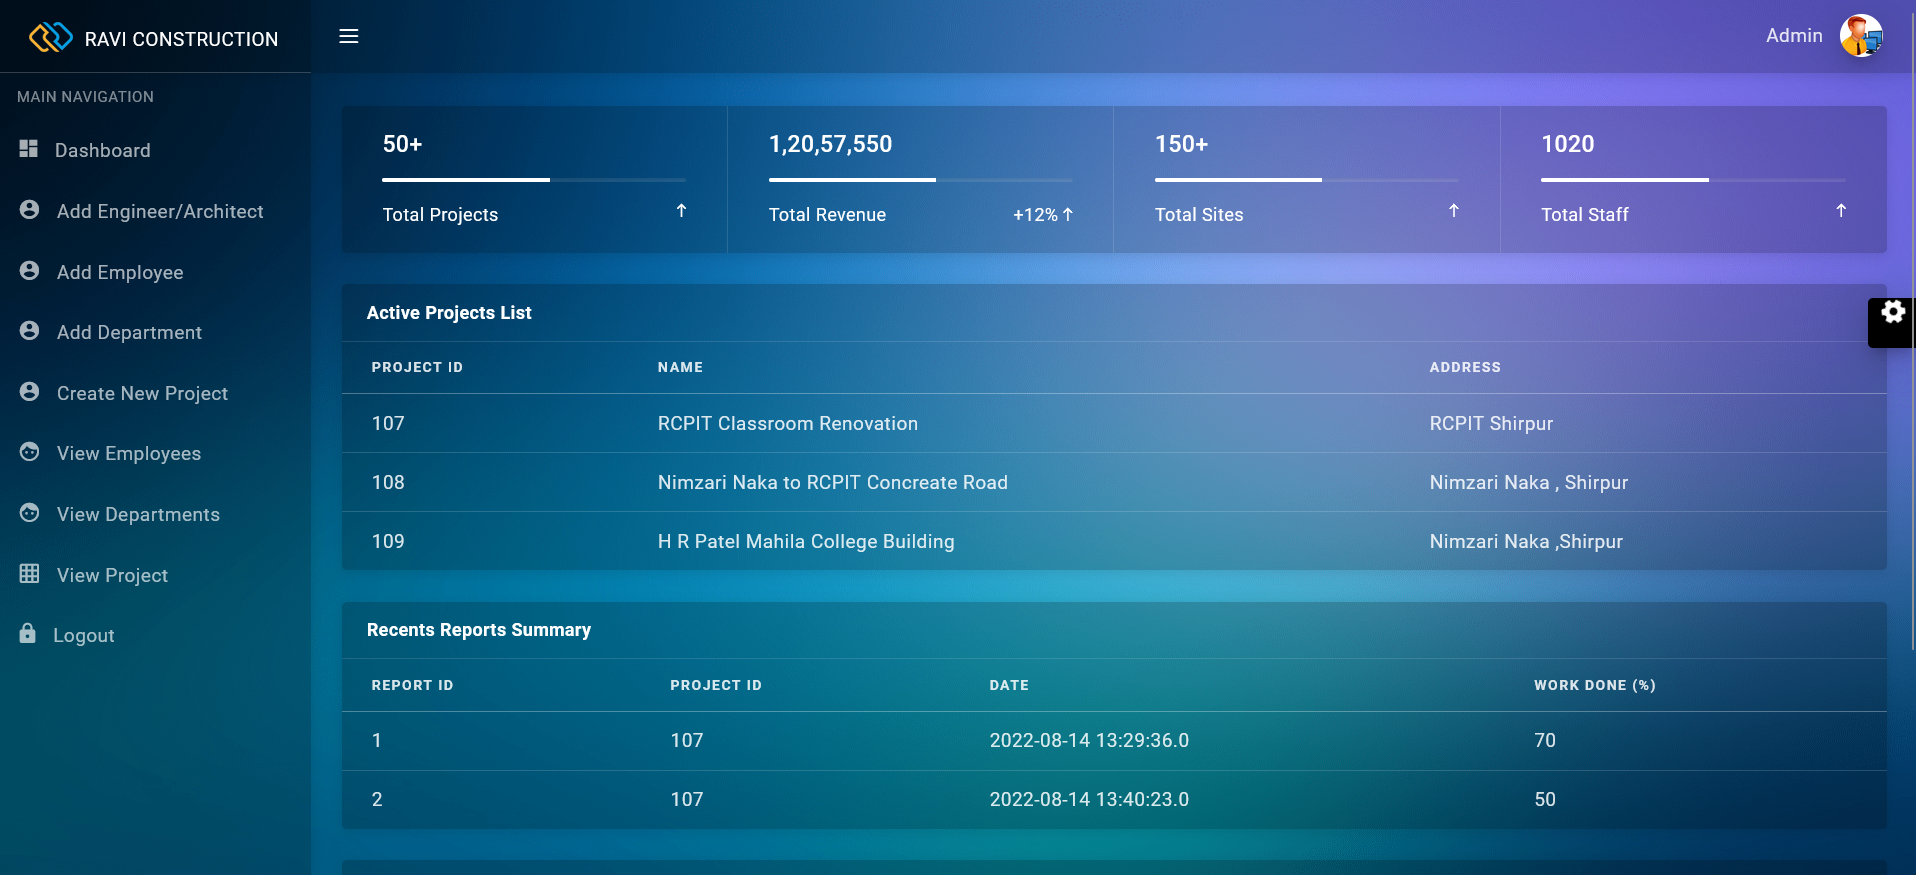 RAVI CONSTRUCTION
Admin
MAIN NAVIGATION
Dashboard
Add Engineer/Architect
Add Employee
Add Department
Create New Project
View Employees
View Departments
View Project
Logout
50+
Total Projects
1,20,57,550
Total Revenue +12%
150+
Total Sites
1020
Total Staff
Active Projects List
PROJECT ID NAME ADDRESS
107 RCPIT Classroom Renovation RCPIT Shirpur
108 Nimzari Naka to RCPIT Concreate Road Nimzari Naka , Shirpur
109 H R Patel Mahila College Building Nimzari Naka ,Shirpur
Recents Reports Summary
REPORT ID PROJECT ID DATE WORK DONE (%)
1 107 2022-08-14 13:29:36.0 70
2 107 2022-08-14 13:40:23.0 50